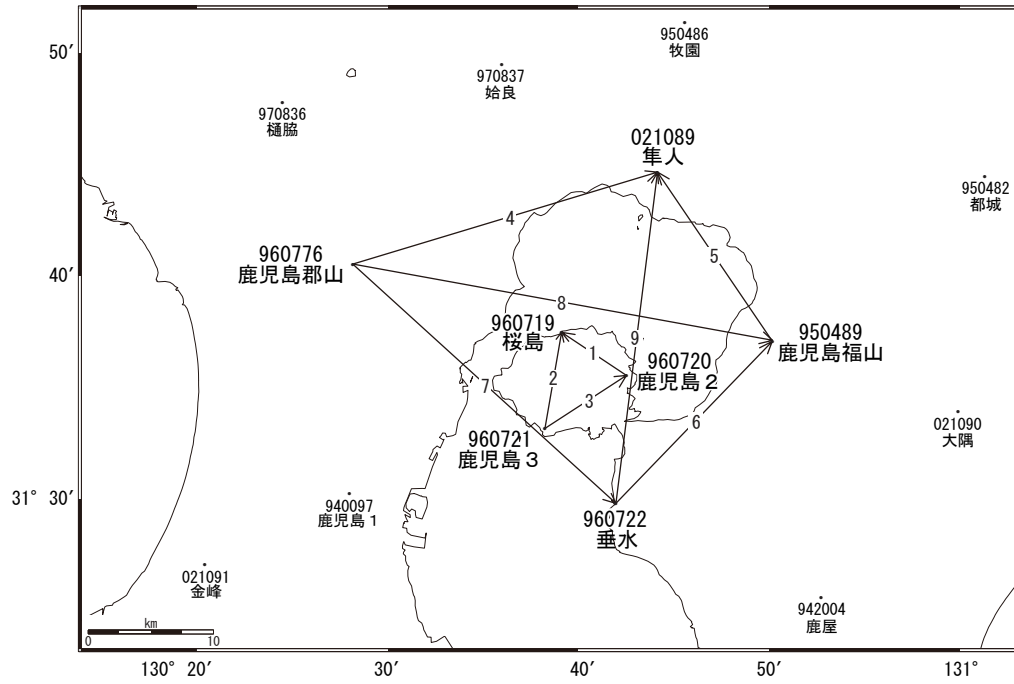 950486
牧園
50′
970837
姶良
970836
樋脇
021089
隼人
950482
都城
4
960776
鹿児島郡山
5
40′
8
960719
桜島
9
950489
鹿児島福山
1
960720
鹿児島２
2
7
3
6
021090
大隅
960721
鹿児島３
31° 30′
940097
鹿児島１
960722
垂水
021091
金峰
942004
鹿屋
km
0
10
130° 20′
30′
40′
50′
131°